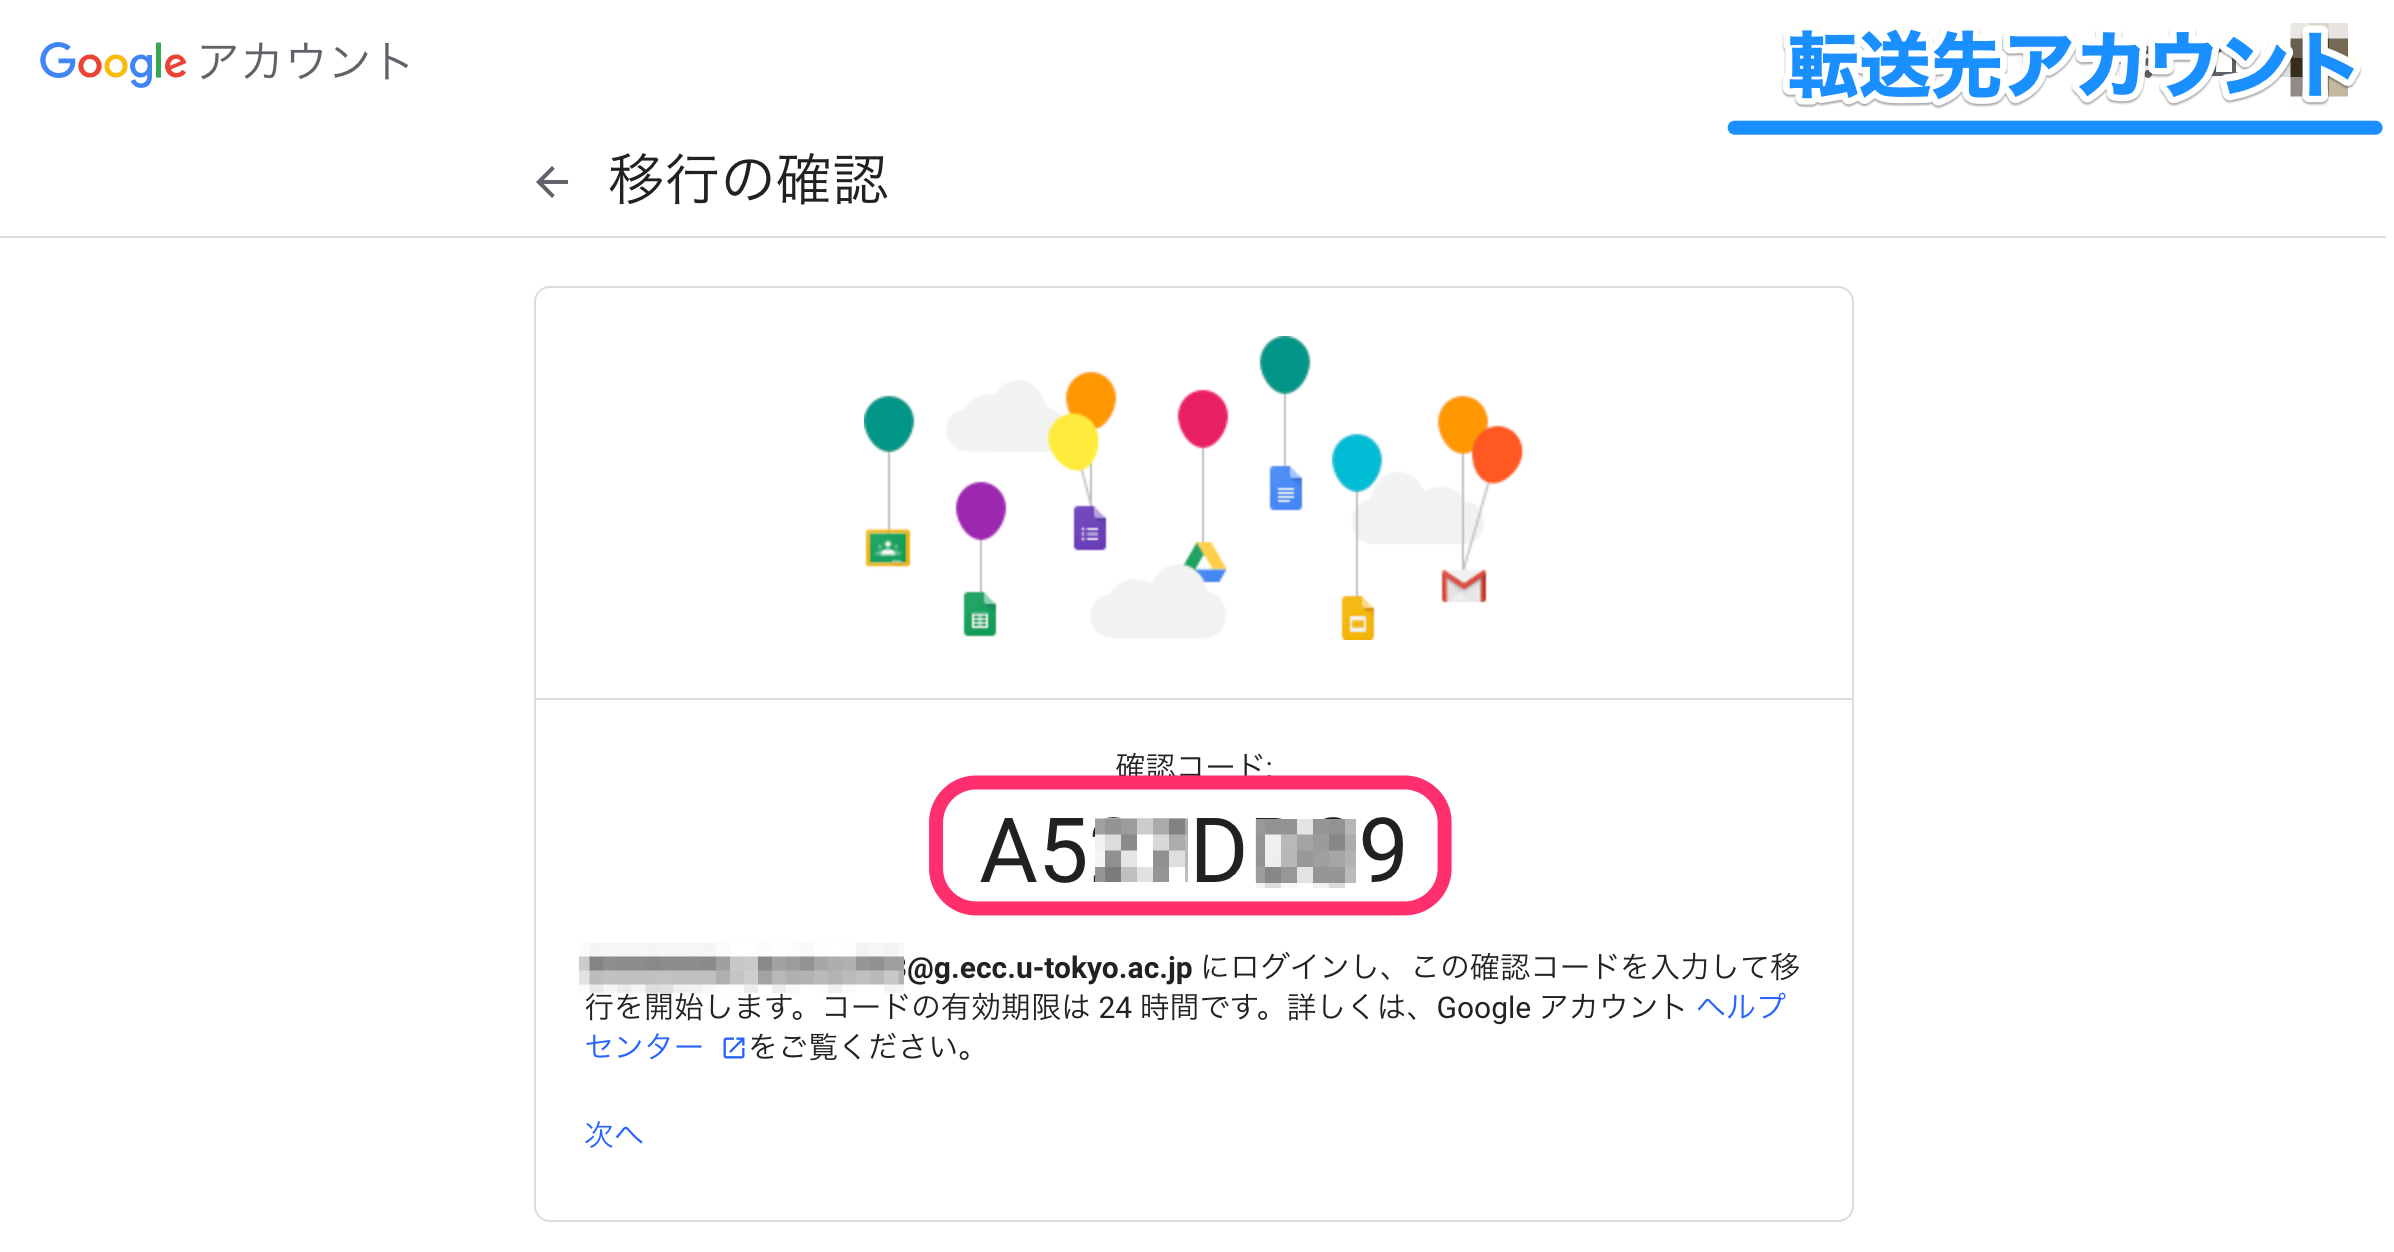 Google アカウント
転送先アカウント
移行の確認
確認コード:
A5 D 9
@g.ecc.u-tokyo.ac.jp にログインし、この確認コードを入力して移
行を開始します。コードの有効期限は 24 時間です。詳しくは、Google アカウント ヘルプ
センター をご覧ください。
次へ